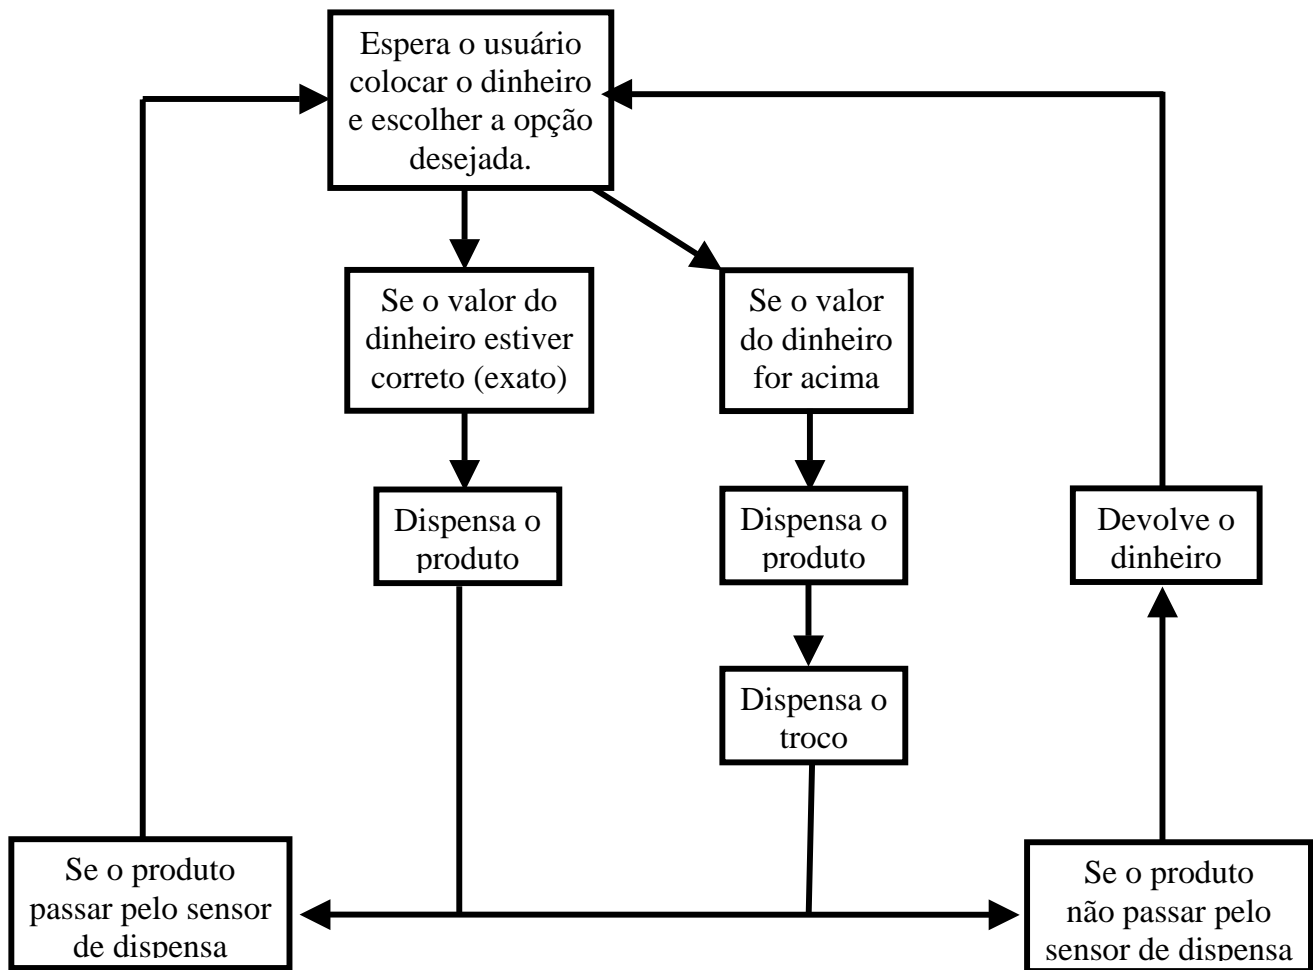 Espera o usuário
colocar o dinheiro
e escolher a opção
desejada.
Se o valor do
dinheiro estiver
correto (exato)
Se o valor
do dinheiro
for acima
Dispensa o
produto
Dispensa o
produto
Devolve o
dinheiro
Dispensa o
troco
Se o produto
passar pelo sensor
de dispensa
Se o produto
não passar pelo
sensor de dispensa